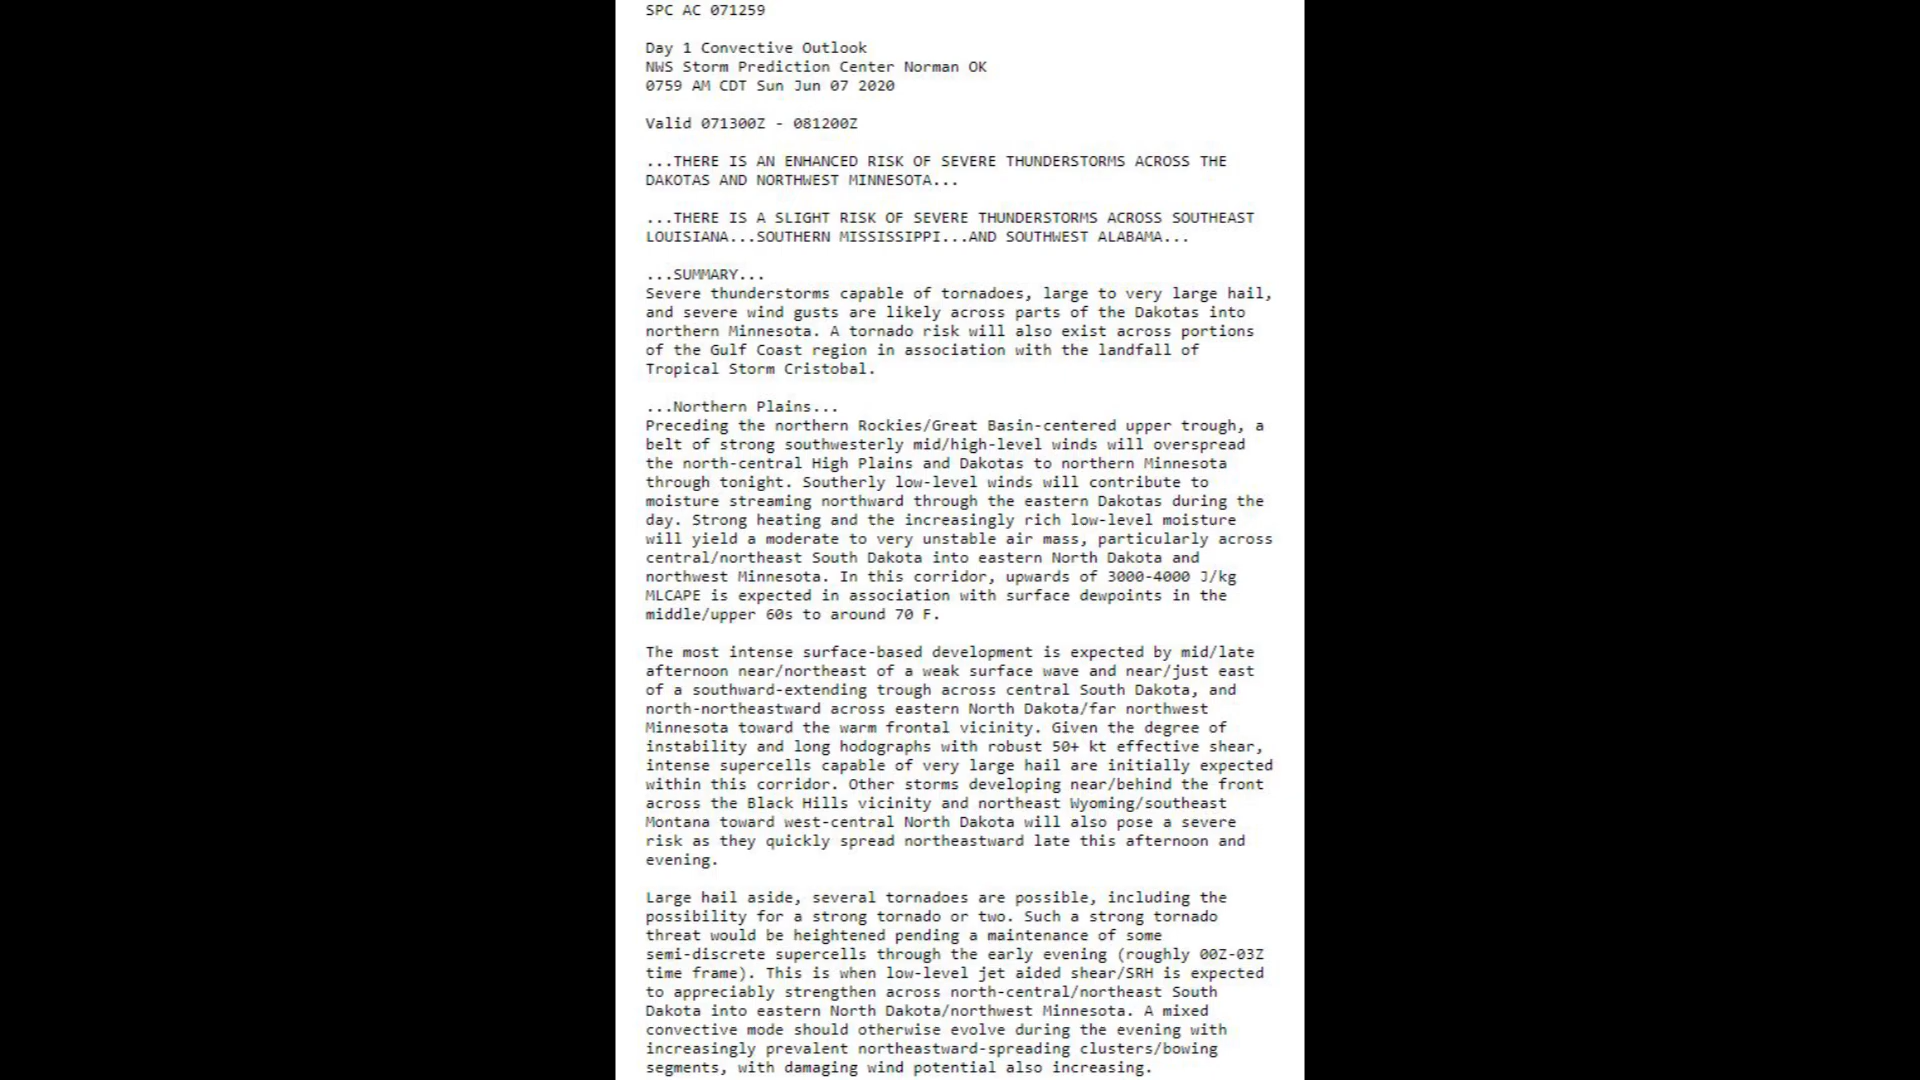 SPC AC 071259
Day 1 Convective Outlook
NWS Storm Prediction Center Norman OK
0759 AM CDT Sun Jun 07 2020
Valid 071300Z - 081200Z
...THERE IS AN ENHANCED RISK OF SEVERE THUNDERSTORMS ACROSS THE
DAKOTAS AND NORTHWEST MINNESOTA...
...THERE IS A SLIGHT RISK OF SEVERE THUNDERSTORMS ACROSS SOUTHEAST
LOUISIANA...SOUTHERN MISSISSIPPI...AND SOUTHWEST ALABAMA...
...SUMMARY...
Severe thunderstorms capable of tornadoes, large to very large hail,
and severe wind gusts are likely across parts of the Dakotas into
northern Minnesota. A tornado risk will also exist across portions
of the Gulf Coast region in association with the landfall of
Tropical Storm Cristobal.
...Northern Plains...
Preceding the northern Rockies/Great Basin-centered upper trough, a
belt of strong southwesterly mid/high-level winds will overspread
the north-central High Plains and Dakotas to northern Minnesota
through tonight. Southerly low-level winds will contribute to
moisture streaming northward through the eastern Dakotas during the
day. Strong heating and the increasingly rich low-level moisture
will yield a moderate to very unstable air mass, particularly across
central/northeast South Dakota into eastern North Dakota and
northwest Minnesota. In this corridor, upwards of 3000-4000 J/kg
MLCAPE is expected in association with surface dewpoints in the
middle/upper 60s to around 70 F.
The most intense surface-based development is expected by mid/late
afternoon near/northeast of a weak surface wave and near/just east
of a southward-extending trough across central South Dakota, and
north-northeastward across eastern North Dakota/far northwest
Minnesota toward the warm frontal vicinity. Given the degree of
instability and long hodographs with robust 50+ kt effective shear,
intense supercells capable of very large hail are initially expected
within this corridor. Other storms developing near/behind the front
across the Black Hills vicinity and northeast Wyoming/southeast
Montana toward west-central North Dakota will also pose a severe
risk as they quickly spread northeastward late this afternoon and
evening.
Large hail aside, several tornadoes are possible, including the
possibility for a strong tornado or two. Such a strong tornado
threat would be heightened pending a maintenance of some
semi-discrete supercells through the early evening (roughly 00Z-03Z
time frame). This is when low-level jet aided shear/SRH is expected
to appreciably strengthen across north-central/northeast South
Dakota into eastern North Dakota/northwest Minnesota. A mixed
convective mode should otherwise evolve during the evening with
increasingly prevalent northeastward-spreading clusters/bowing
segments, with damaging wind potential also increasing.